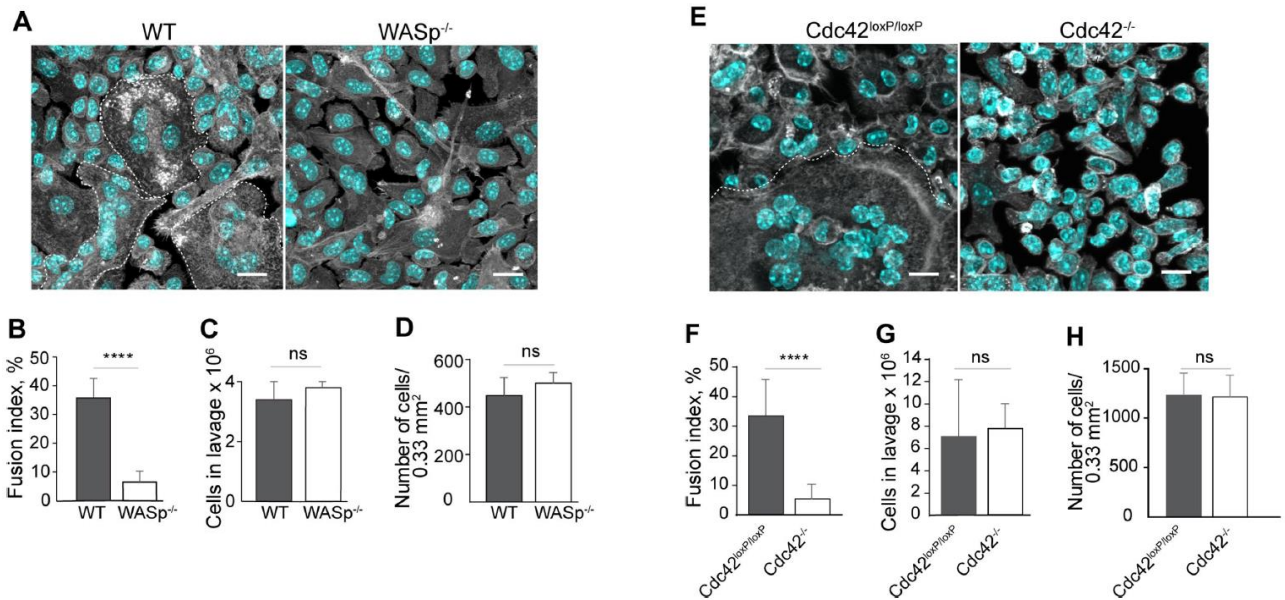 A
WT
WASp-/-
B
Fusion index, %
50
40
30
20
10
0
****
WT
WASp-/-
C
Cells in lavage x 10⁶
4
2
0
ns
WT
WASp-/-
D
Number of cells/
0.33 mm²
600
400
200
0
ns
WT
WASp-/-
E
Cdc42loxP/loxP
Cdc42-/-
F
Fusion index, %
50
40
30
20
10
0
****
Cdc42loxP/loxP
Cdc42-/-
G
Cells in lavage x 10⁶
14
12
10
8
6
4
2
0
ns
Cdc42loxP/loxP
Cdc42-/-
H
Number of cells/
0.33 mm²
1500
1000
500
0
ns
Cdc42loxP/loxP
Cdc42-/-